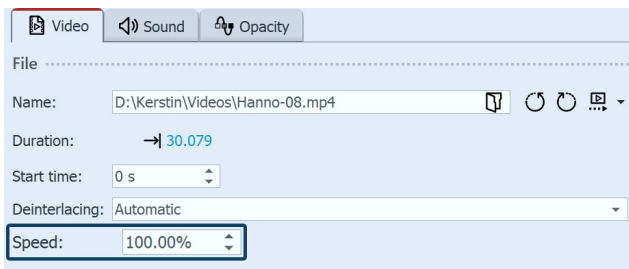 Video Sound Opacity
File
Name: D:\Kerstin\Videos\Hanno-08.mp4
Duration: 30.079
Start time: 0 s
Deinterlacing: Automatic
Speed: 100.00%